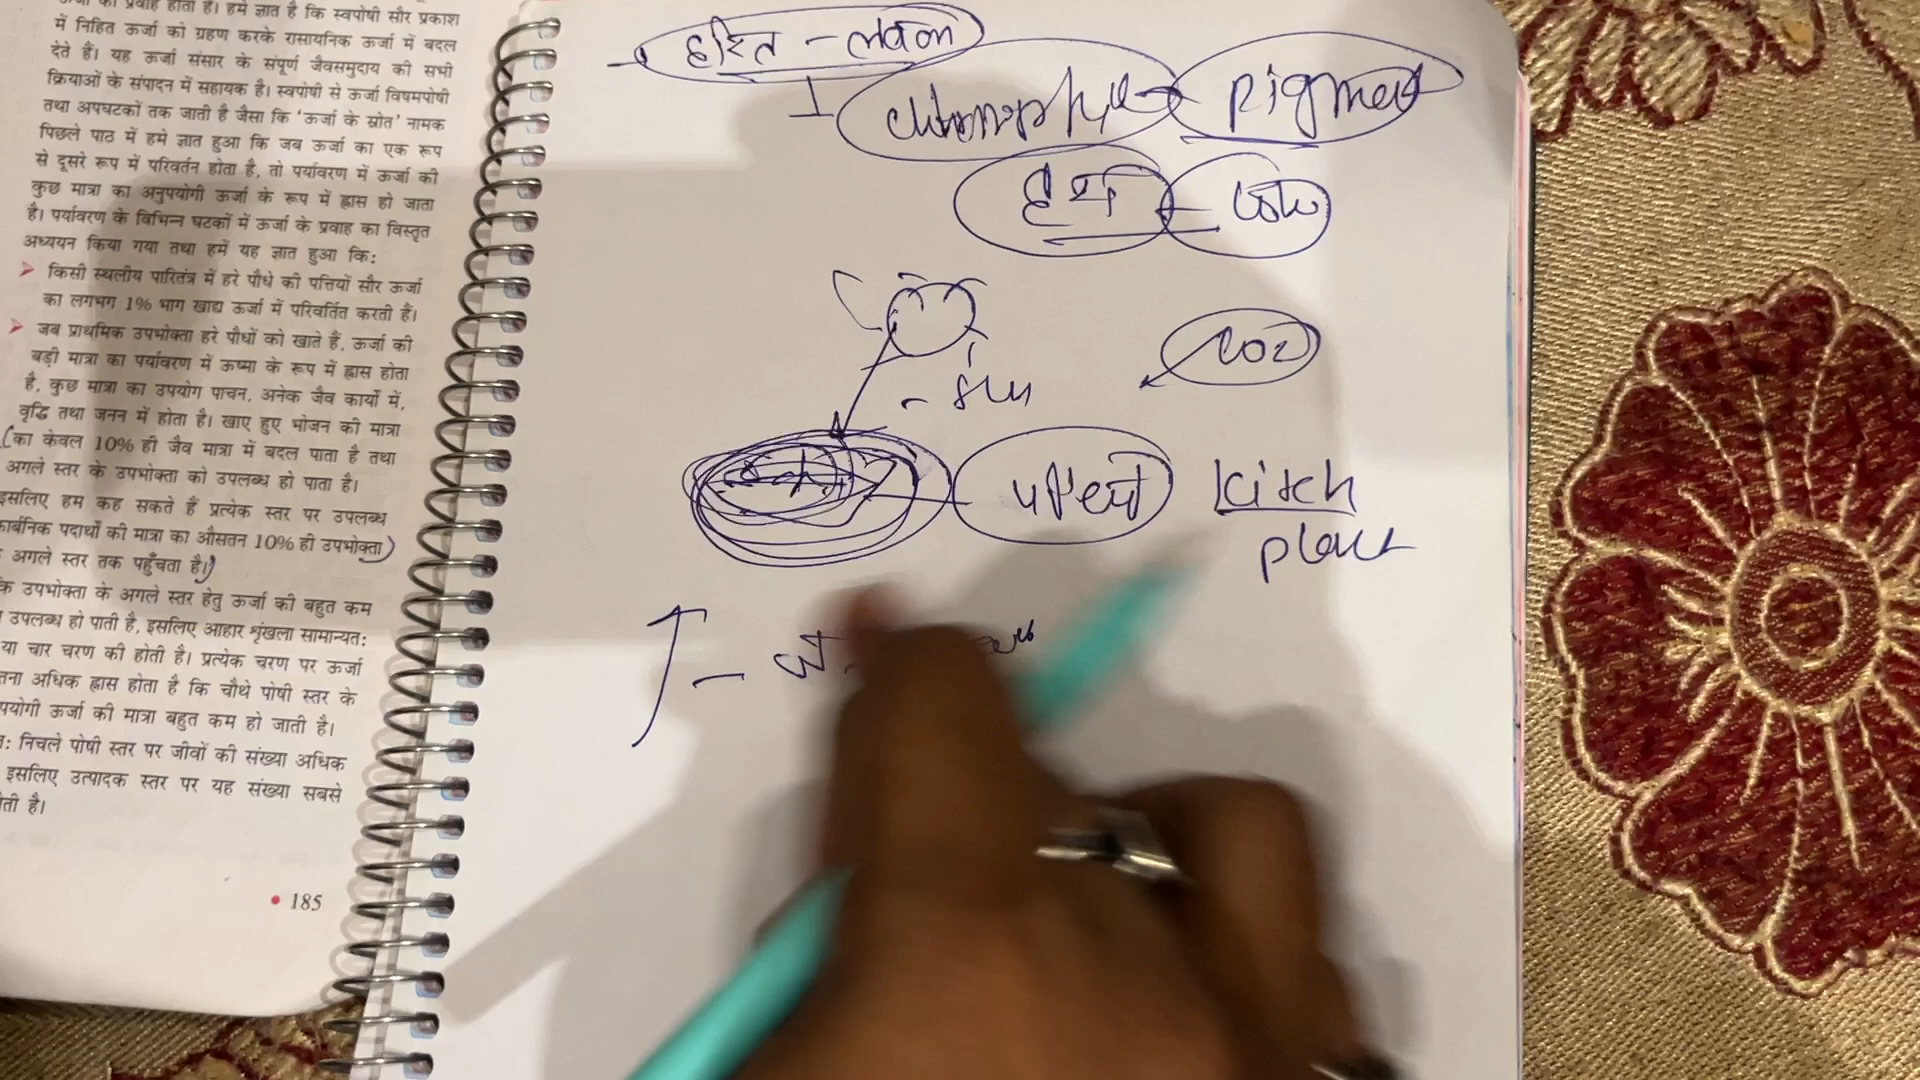 ऊर्जा का प्रवाह होता है। हमें ज्ञात है कि स्वपोषी सौर प्रकाश
में निहित ऊर्जा को ग्रहण करके रासायनिक ऊर्जा में बदल
देते हैं। यह ऊर्जा संसार के संपूर्ण जैवसमुदाय की सभी
क्रियाओं के संपादन में सहायक है। स्वपोषी से ऊर्जा विषमपोषी
तथा अपघटकों तक जाती है जैसा कि 'ऊर्जा के स्रोत' नामक
पिछले पाठ में हमें ज्ञात हुआ कि जब ऊर्जा का एक रूप
से दूसरे रूप में परिवर्तन होता है, तो पर्यावरण में ऊर्जा की
कुछ मात्रा का अनुपयोगी ऊर्जा के रूप में ह्रास हो जाता
है। पर्यावरण के विभिन्न घटकों में ऊर्जा के प्रवाह का विस्तृत
अध्ययन किया गया तथा हमें यह ज्ञात हुआ कि:
किसी स्थलीय पारितंत्र में हरे पौधे की पत्तियों सौर ऊर्जा
का लगभग 1% भाग खाद्य ऊर्जा में परिवर्तित करती हैं।
जब प्राथमिक उपभोक्ता हरे पौधों को खाते हैं, ऊर्जा की
बड़ी मात्रा का पर्यावरण में ऊष्मा के रूप में ह्रास होता
है, कुछ मात्रा का उपयोग पाचन, अनेक जैव कार्यों में,
वृद्धि तथा जनन में होता है। खाए हुए भोजन की मात्रा
का केवल 10% ही जैव मात्रा में बदल पाता है तथा
अगले स्तर के उपभोक्ता को उपलब्ध हो पाता है।
इसलिए हम कह सकते हैं प्रत्येक स्तर पर उपलब्ध
कार्बनिक पदार्थों की मात्रा का औसतन 10% ही उपभोक्ता
अगले स्तर तक पहुँचता है।
उपभोक्ता के अगले स्तर हेतु ऊर्जा की बहुत कम
उपलब्ध हो पाती है, इसलिए आहार शृंखला सामान्यत:
या चार चरण की होती है। प्रत्येक चरण पर ऊर्जा
अधिक ह्रास होता है कि चौथे पोषी स्तर के
ऊर्जा की मात्रा बहुत कम हो जाती है।
निचले पोषी स्तर पर जीवों की संख्या अधिक
इसलिए उत्पादक स्तर पर यह संख्या सबसे
होती है।
• 185
हरित - लवक
pigment
हरा
CO2
- sun
kitch